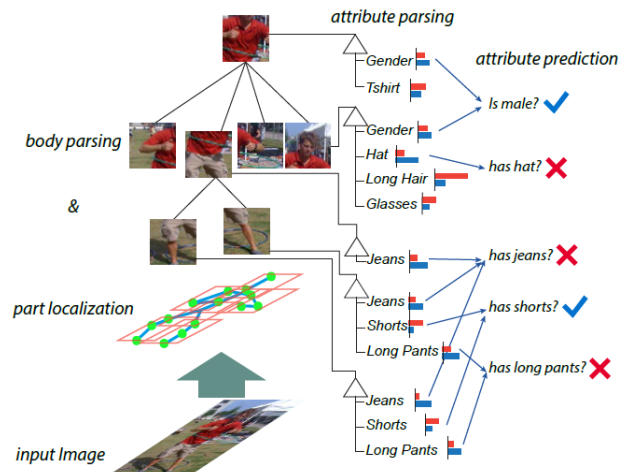 attribute parsing
Gender
Tshirt
attribute prediction
Is male?
body parsing
Gender
Hat
Long Hair
Glasses
has hat?
&
Jeans
has jeans?
part localization
Jeans
Shorts
Long Pants
has shorts?
has long pants?
Jeans
Shorts
Long Pants
input Image